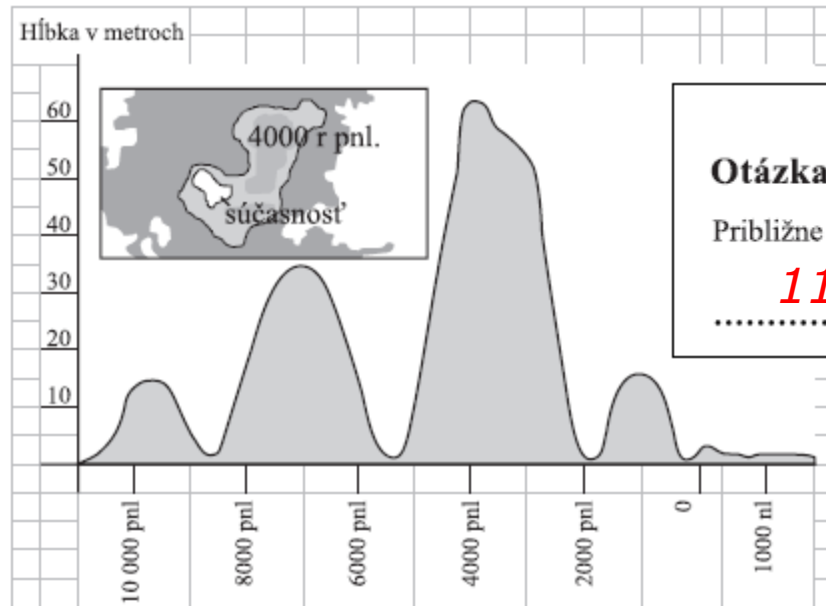 Hĺbka v metroch
60
50
40
30
20
10
4000 r pnl.
súčasnosť
Otázka
Približne
11
....................
10 000 pnl
8000 pnl
6000 pnl
4000 pnl
2000 pnl
0
1000 nl